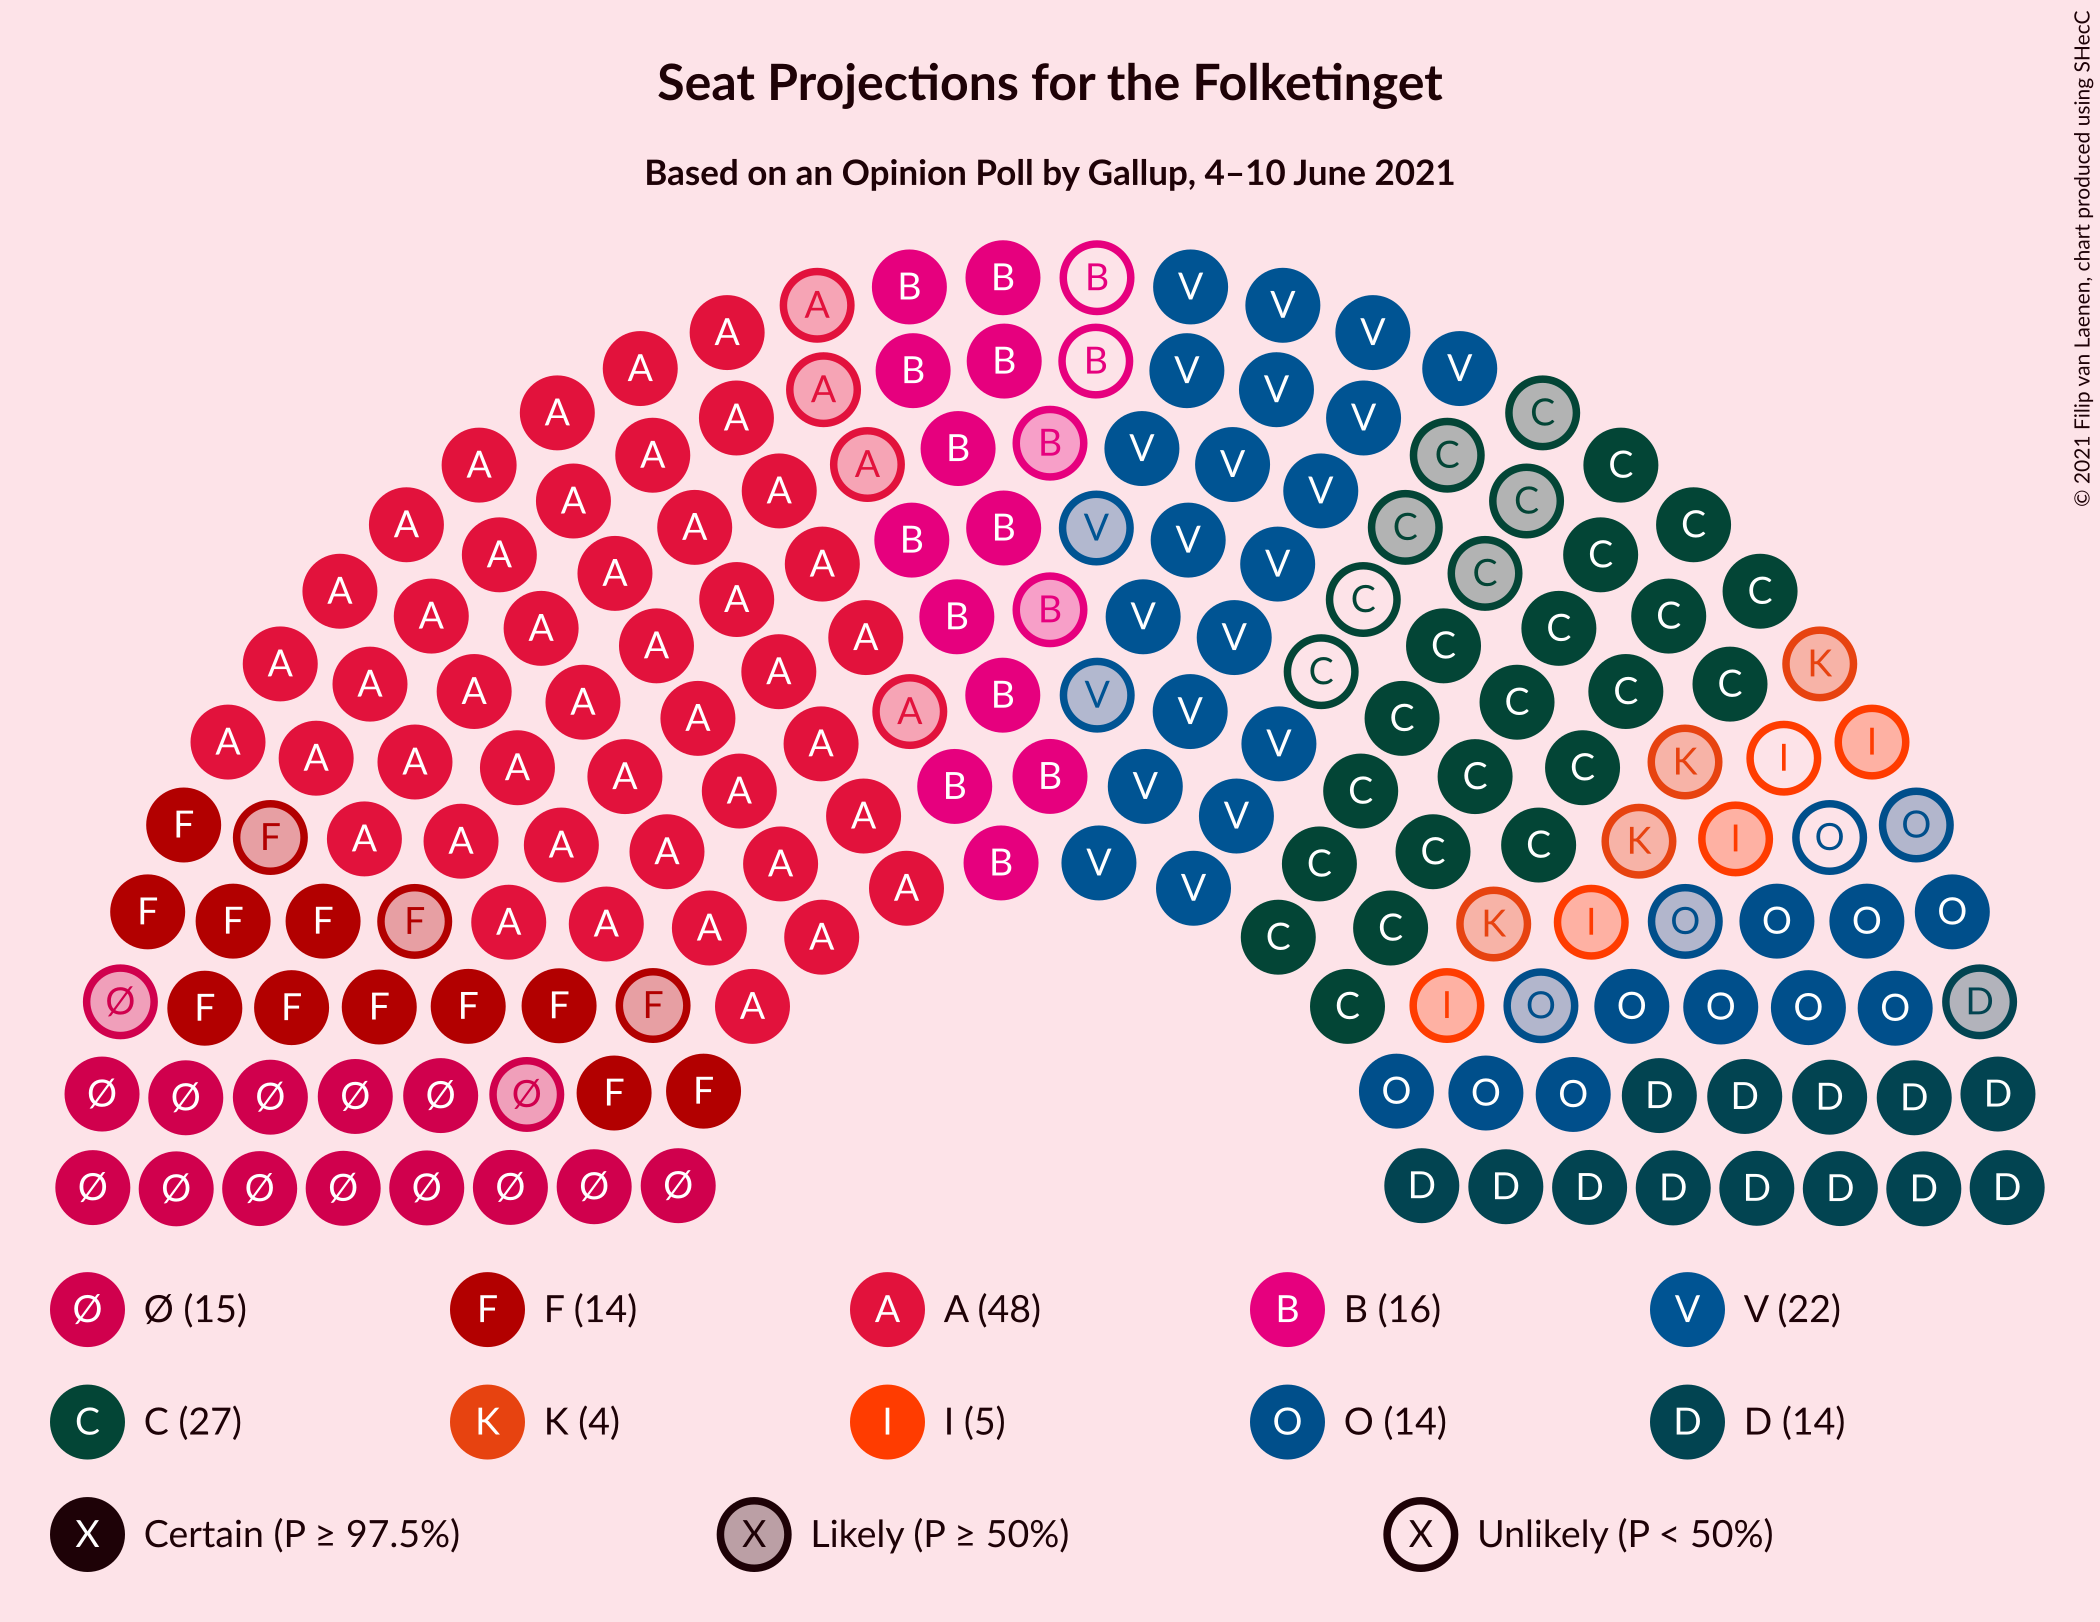 Seat Projections for the Folketinget
Based on an Opinion Poll by Gallup, 4–10 June 2021
© 2021 Filip van Laenen, chart produced using SHecC
A B B B V V
A V V
A A B B B V V V C
A A V C C
A A A B B V V V C C
A A A B B V V V C C
A A A A C C C
A A A A B B V V C C
A A A A B V V C C C K
A A A A A V V C C C C
A A A A A B V V C C C K I I
A A A A A B B V V C C C K I
F F A A A A A B V C C C K I O O
F F F F A A A A A V C C K I O O O O
Ø F F F F F F A C I O O O O O D
Ø Ø Ø Ø Ø Ø F F O O O D D D D D
Ø Ø Ø Ø Ø Ø Ø Ø D D D D D D D D
Ø Ø (15) F F (14) A A (48) B B (16) V V (22)
C C (27) K K (4) I I (5) O O (14) D D (14)
X Certain (P ≥ 97.5%) X Likely (P ≥ 50%) X Unlikely (P < 50%)